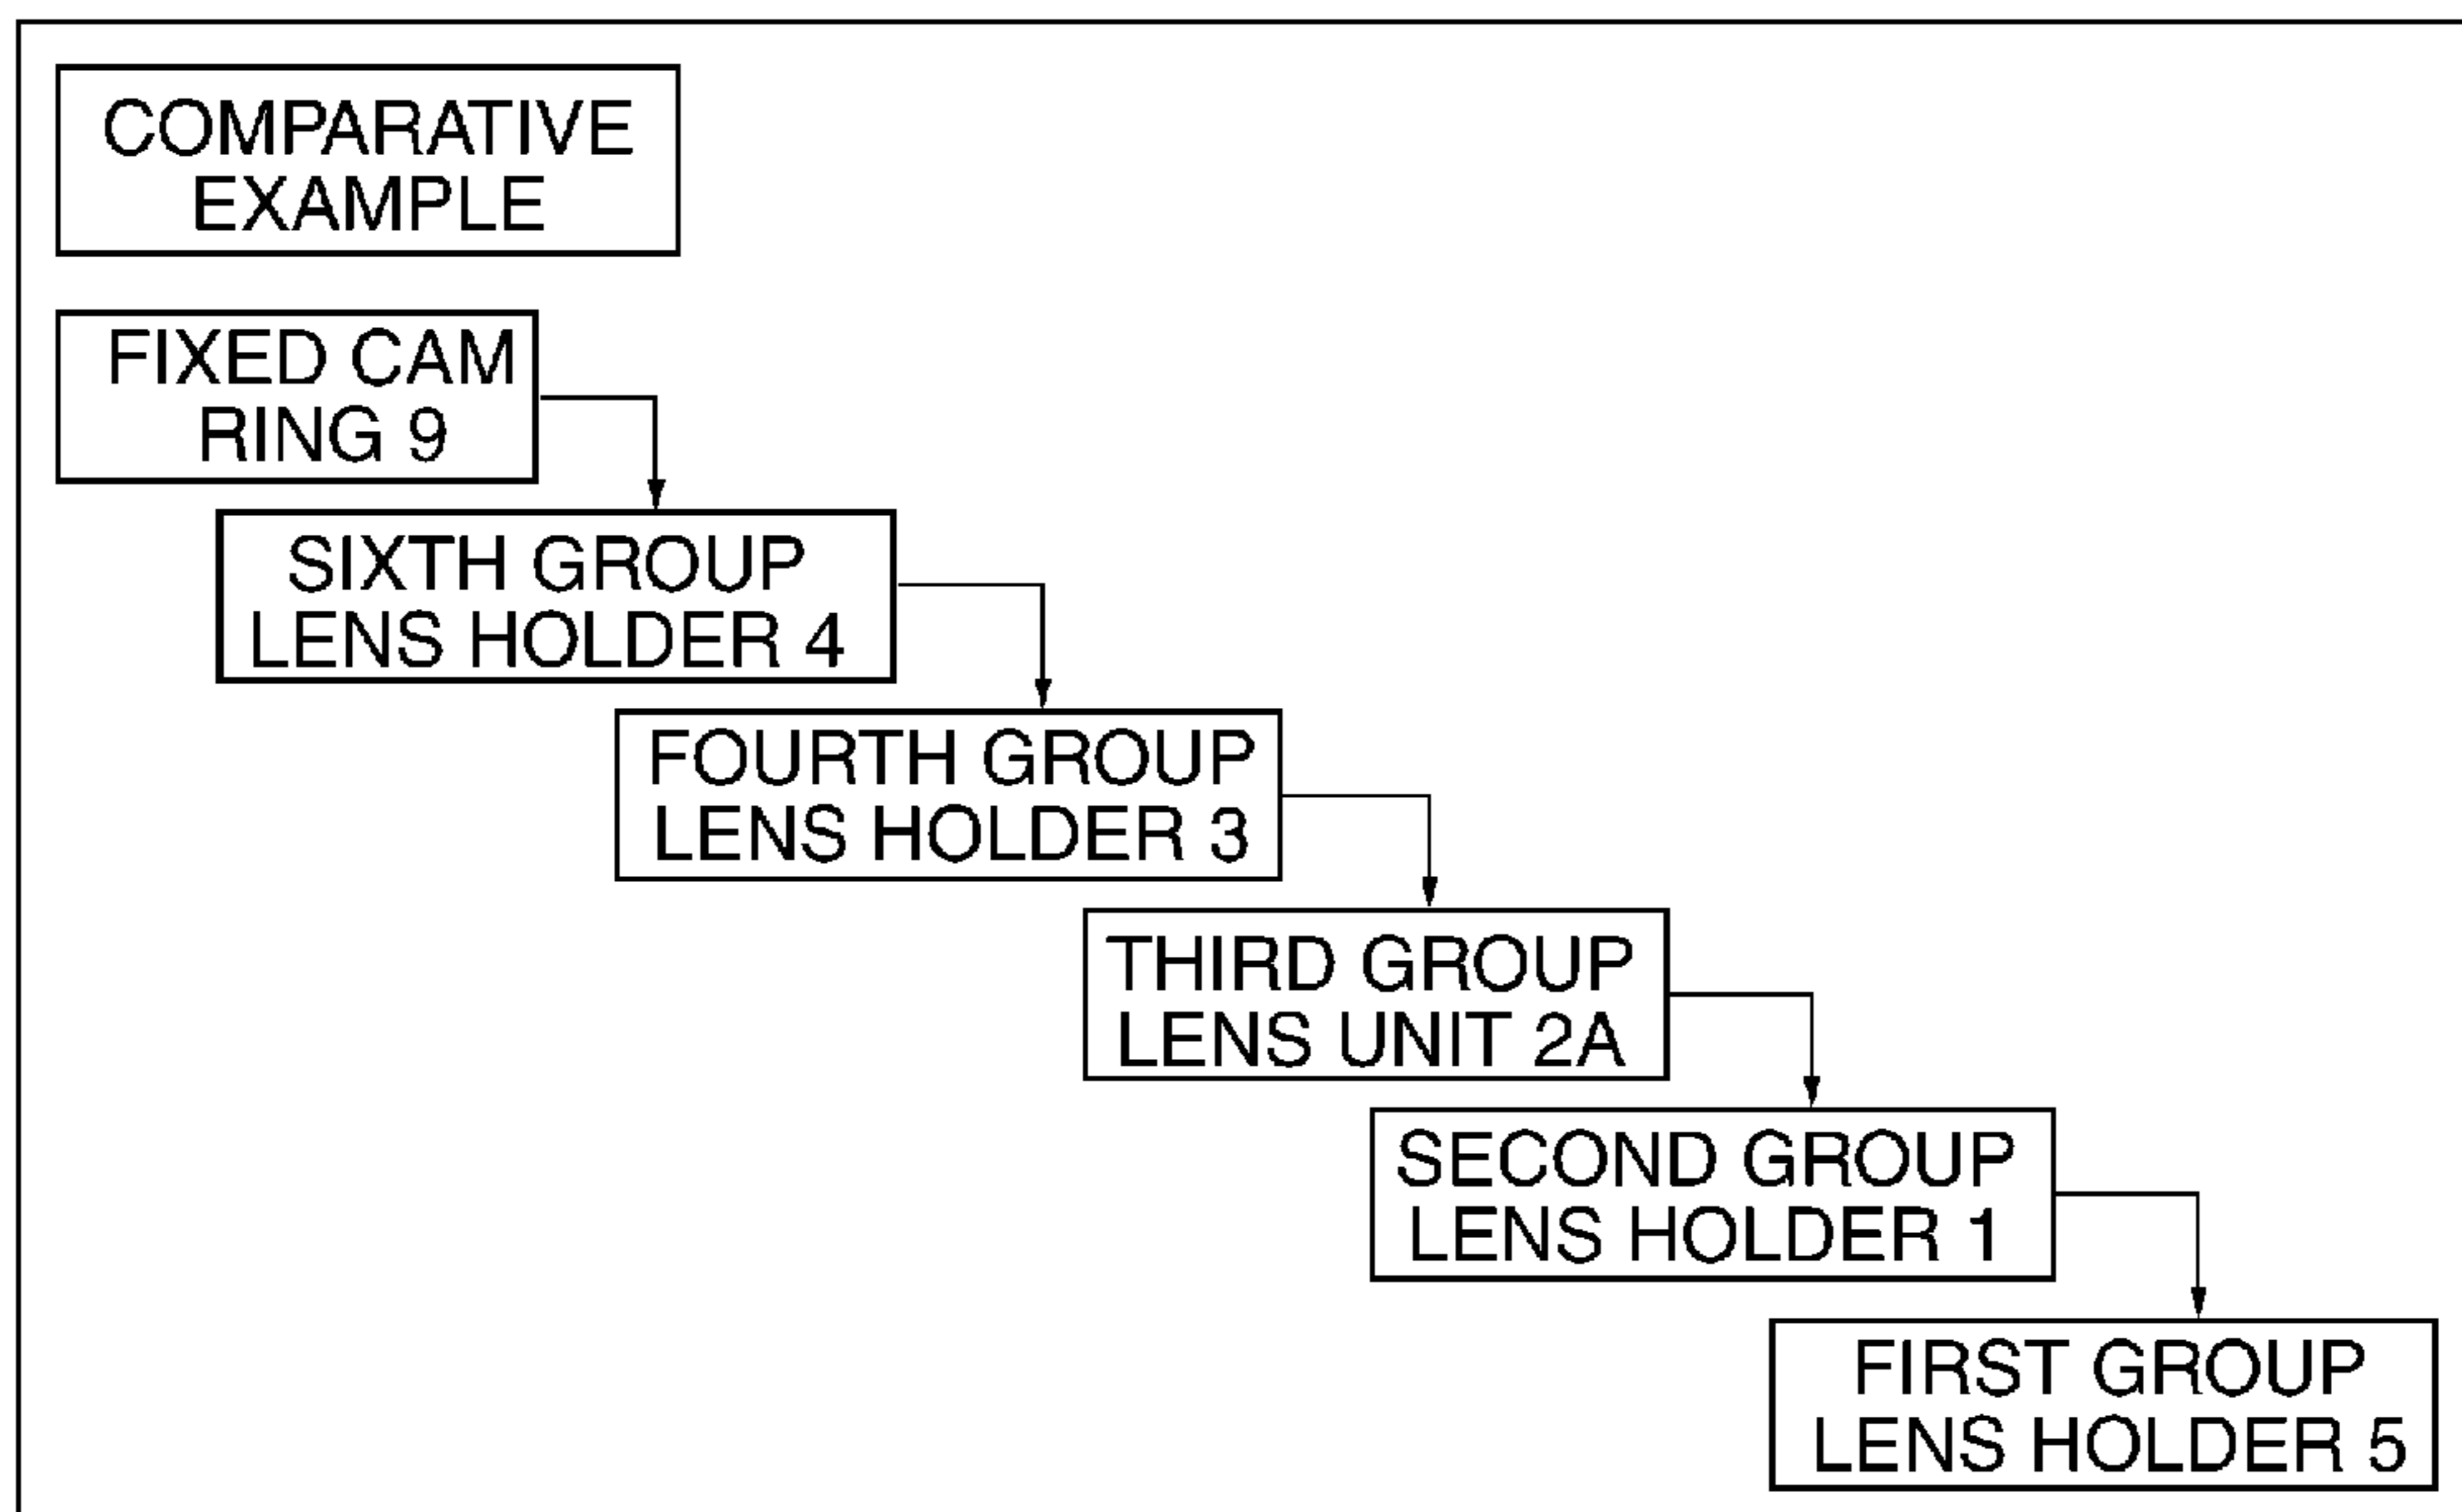 COMPARATIVE
EXAMPLE
FIXED CAM
RING 9
SIXTH GROUP
LENS HOLDER 4
FOURTH GROUP
LENS HOLDER 3
THIRD GROUP
LENS UNIT 2A
SECOND GROUP
LENS HOLDER 1
FIRST GROUP
LENS HOLDER 5